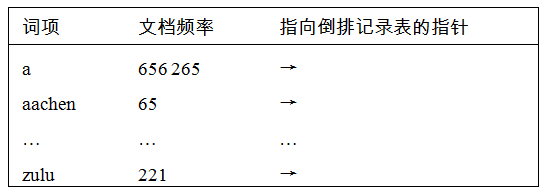 词项 文档频率 指向倒排记录表的指针
a 656 265 →
aachen 65 →
… … …
zulu 221 →